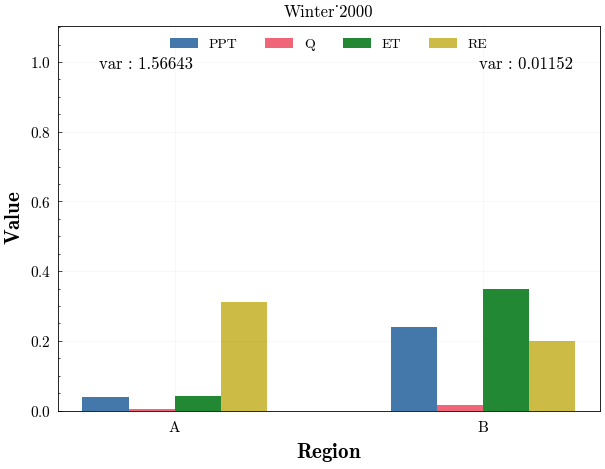 Winter˙2000
PPT Q ET RE
var : 1.56643 var : 0.01152
1.0
0.8
0.6
0.4
0.2
0.0
Value
A B
Region